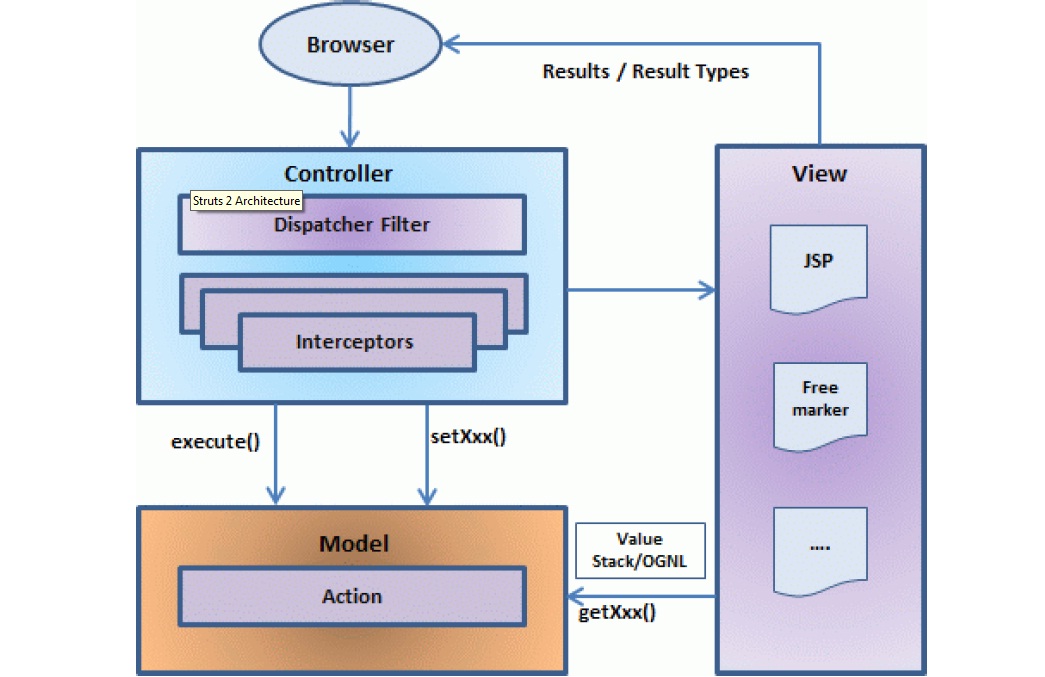 Browser
Results / Result Types
Controller
Struts 2 Architecture
Dispatcher Filter
Interceptors
View
JSP
Free
marker
....
execute()
setXxx()
Model
Action
Value
Stack/OGNL
getXxx()